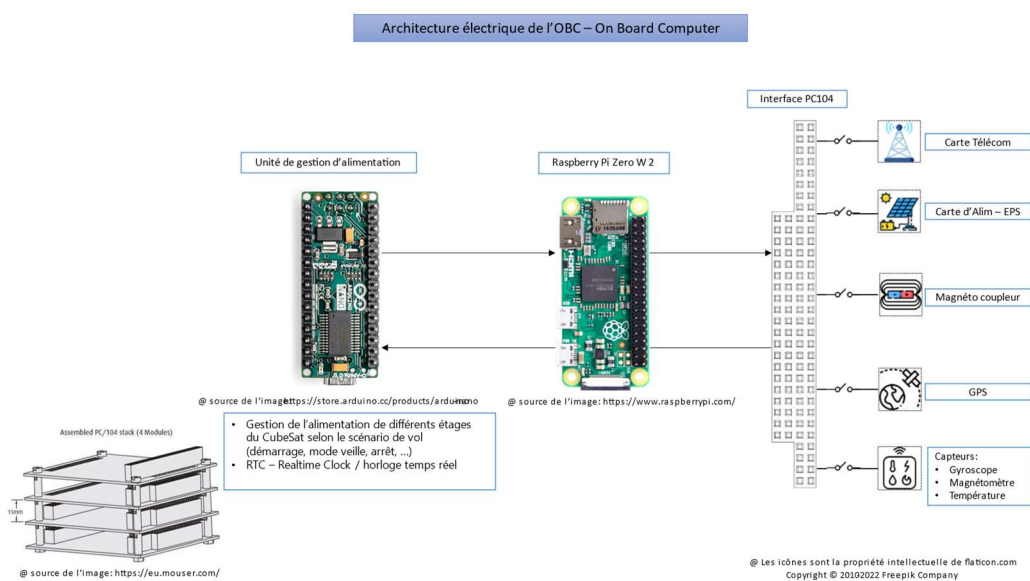 Architecture électrique de l'OBC – On Board Computer
Interface PC104
Unité de gestion d'alimentation
Raspberry Pi Zero W 2
Carte Télécom
Carte d'Alim – EPS
Magnéto coupleur
GPS
Capteurs:
• Gyroscope
• Magnétomètre
• Température
@ source de l'image: https://store.arduino.cc/products/arduino-nano
@ source de l'image: https://www.raspberrypi.com/
• Gestion de l'alimentation de différents étages
du CubeSat selon le scénario de vol
(démarrage, mode veille, arrêt, ...)
• RTC – Realtime Clock / horloge temps réel
Assembled PC/104 stack (4 Modules)
15mm
@ source de l'image: https://eu.mouser.com/
@ Les icônes sont la propriété intellectuelle de flaticon.com
Copyright © 2010-2022 Freepik Company